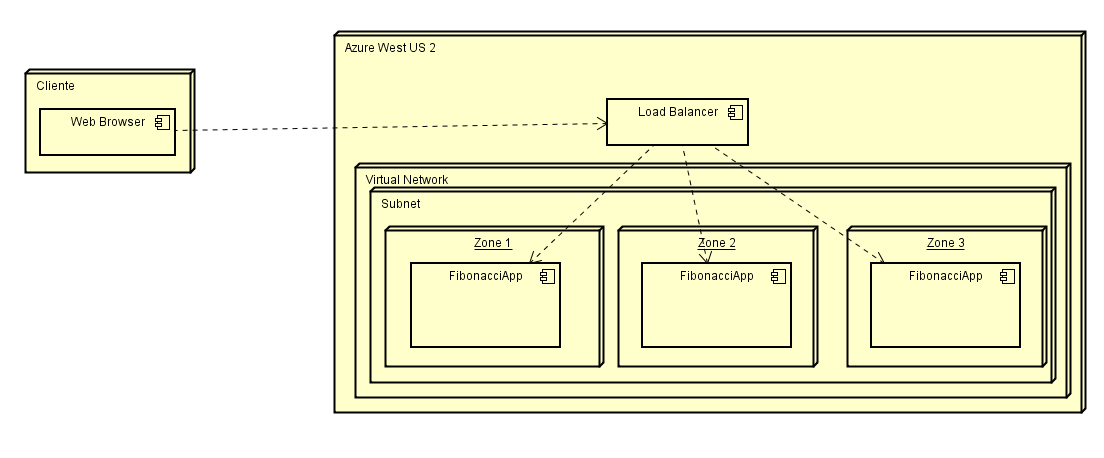 Azure West US 2
Cliente
Web Browser
Load Balancer
Virtual Network
Subnet
Zone 1
Zone 2
Zone 3
FibonacciApp
FibonacciApp
FibonacciApp